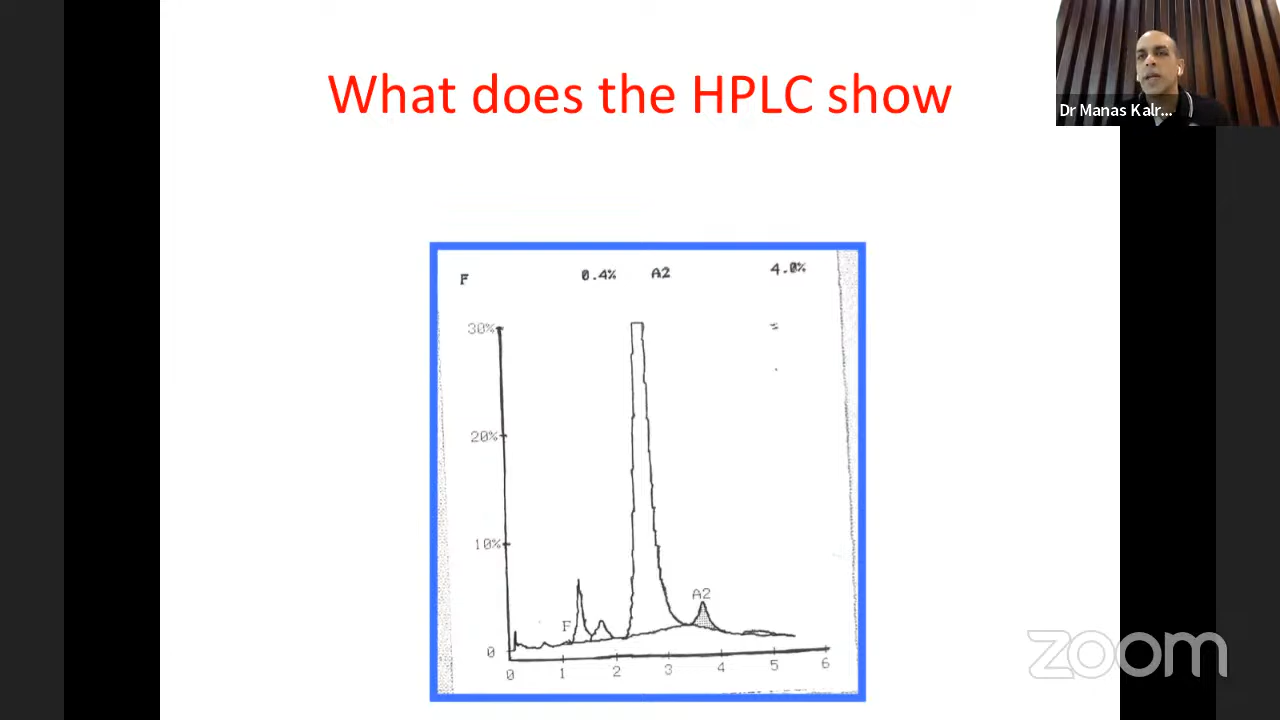 What does the HPLC show
Dr Manas Kalr...
F 0.4% A2 4.0%
30%
20%
10%
A2
F
0
0 1 2 3 4 5 6
zoom